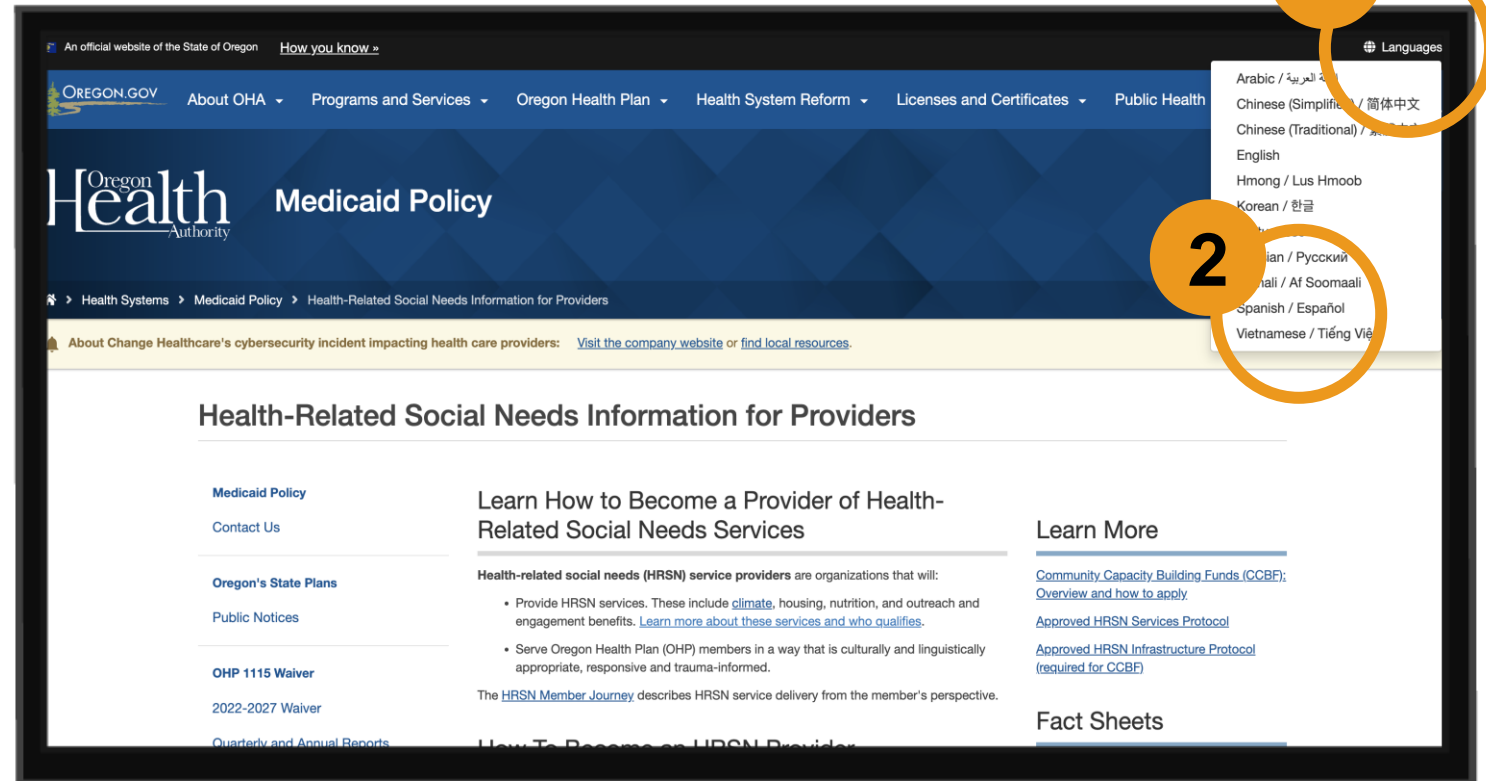 An official website of the State of Oregon How you know »
Languages
OREGON.GOV
About OHA
Programs and Services
Oregon Health Plan
Health System Reform
Licenses and Certificates
Public Health
Arabic / العربية
Chinese (Simplified) / 简体中文
Chinese (Traditional) /
English
Hmong / Lus Hmoob
Korean / 한글
/ Русский
/ Af Soomaali
Spanish / Español
Vietnamese / Tiếng
2
Oregon
Health
Authority
Medicaid Policy
> Health Systems > Medicaid Policy > Health-Related Social Needs Information for Providers
About Change Healthcare's cybersecurity incident impacting health care providers: Visit the company website or find local resources.
Health-Related Social Needs Information for Providers
Medicaid Policy
Contact Us
Oregon's State Plans
Public Notices
OHP 1115 Waiver
2022-2027 Waiver
Quarterly and Annual Reports
Learn How to Become a Provider of Health-
Related Social Needs Services
Health-related social needs (HRSN) service providers are organizations that will:
• Provide HRSN services. These include climate, housing, nutrition, and outreach and
engagement benefits. Learn more about these services and who qualifies.
• Serve Oregon Health Plan (OHP) members in a way that is culturally and linguistically
appropriate, responsive and trauma-informed.
The HRSN Member Journey describes HRSN service delivery from the member's perspective.
How To Become an HRSN Provider
Learn More
Community Capacity Building Funds (CCBF):
Overview and how to apply
Approved HRSN Services Protocol
Approved HRSN Infrastructure Protocol
(required for CCBF)
Fact Sheets